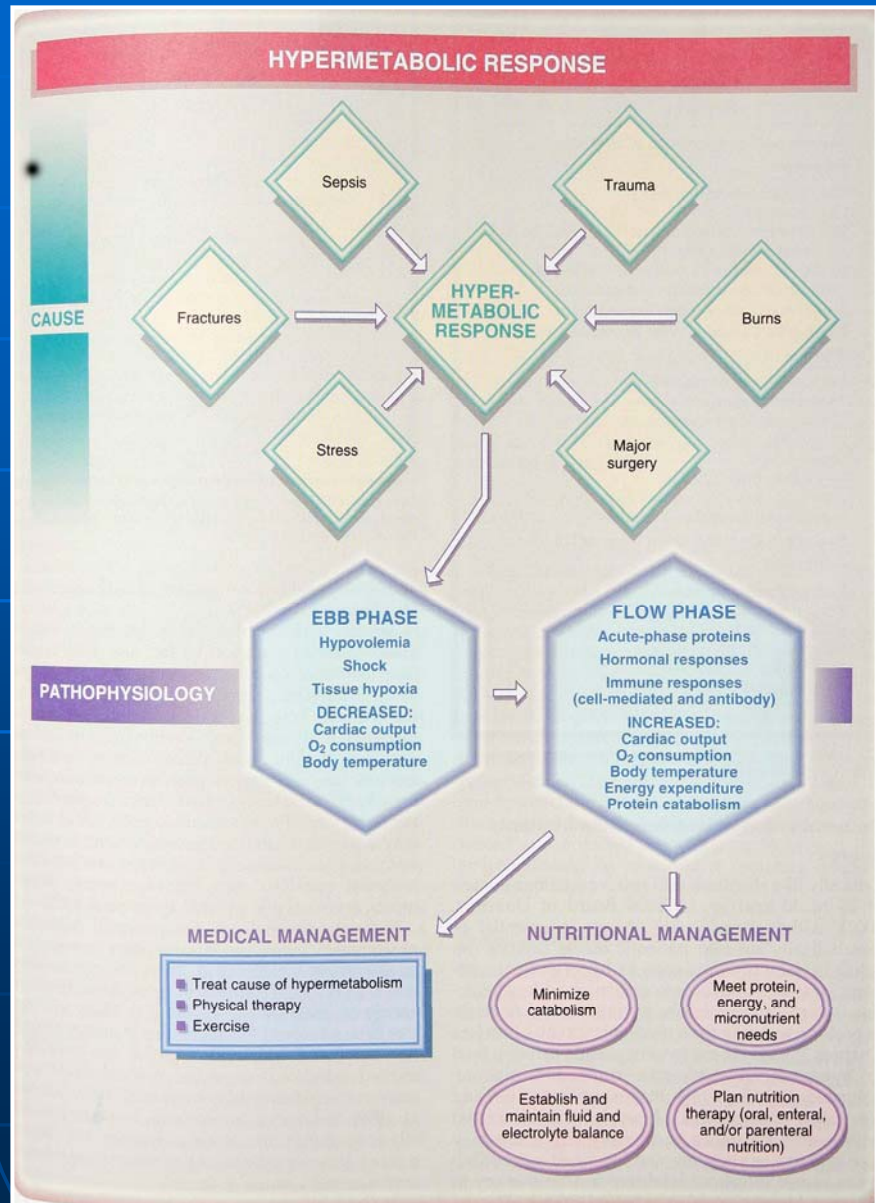 HYPERMETABOLIC RESPONSE
Sepsis
Trauma
HYPER-
METABOLIC
RESPONSE
CAUSE
Fractures
Burns
Stress
Major
surgery
EBB PHASE
Hypovolemia
Shock
Tissue hypoxia
DECREASED:
Cardiac output
O₂ consumption
Body temperature
FLOW PHASE
Acute-phase proteins
Hormonal responses
Immune responses
(cell-mediated and antibody)
INCREASED:
Cardiac output
O₂ consumption
Body temperature
Energy expenditure
Protein catabolism
PATHOPHYSIOLOGY
MEDICAL MANAGEMENT
Treat cause of hypermetabolism
Physical therapy
Exercise
NUTRITIONAL MANAGEMENT
Minimize
catabolism
Meet protein,
energy, and
micronutrient
needs
Establish and
maintain fluid and
electrolyte balance
Plan nutrition
therapy (oral, enteral,
and/or parenteral
nutrition)